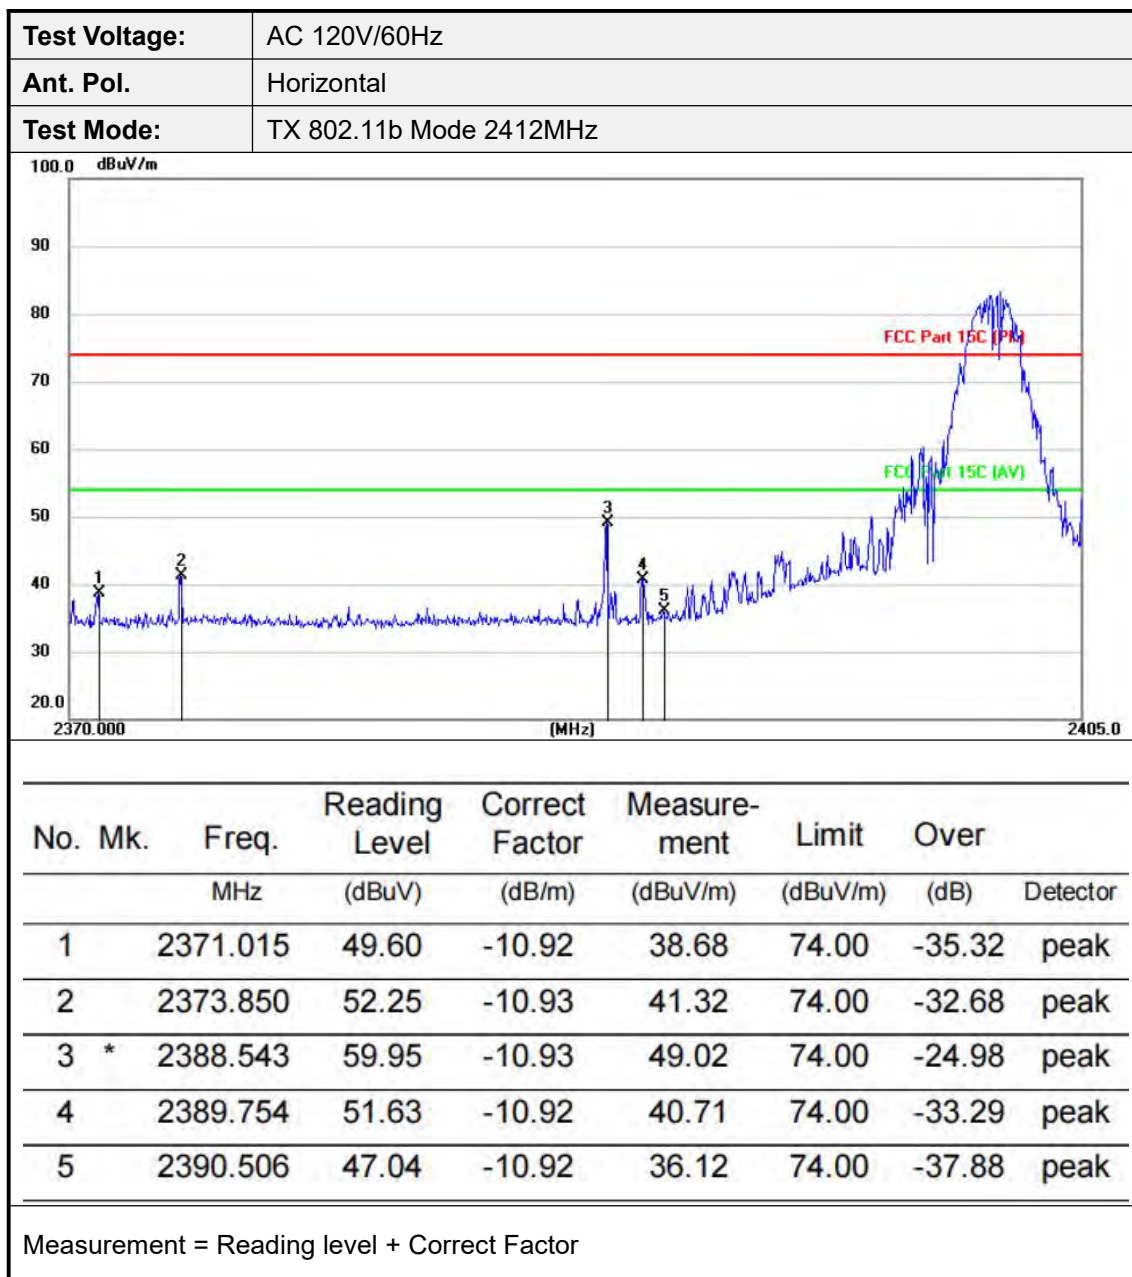 Test Voltage: AC 120V/60Hz
Ant. Pol. Horizontal
Test Mode: TX 802.11b Mode 2412MHz
100.0 dBuV/m
90
80
FCC Part 15C (PK)
70
60
FCC Part 15C (AV)
50
3
2
4
1
40
5
30
20.0
2370.000 (MHz) 2405.0
No. Mk. Freq. Reading Level Correct Factor Measure-ment Limit Over
MHz (dBuV) (dB/m) (dBuV/m) (dBuV/m) (dB) Detector
1 2371.015 49.60 -10.92 38.68 74.00 -35.32 peak
2 2373.850 52.25 -10.93 41.32 74.00 -32.68 peak
3 * 2388.543 59.95 -10.93 49.02 74.00 -24.98 peak
4 2389.754 51.63 -10.92 40.71 74.00 -33.29 peak
5 2390.506 47.04 -10.92 36.12 74.00 -37.88 peak
Measurement = Reading level + Correct Factor